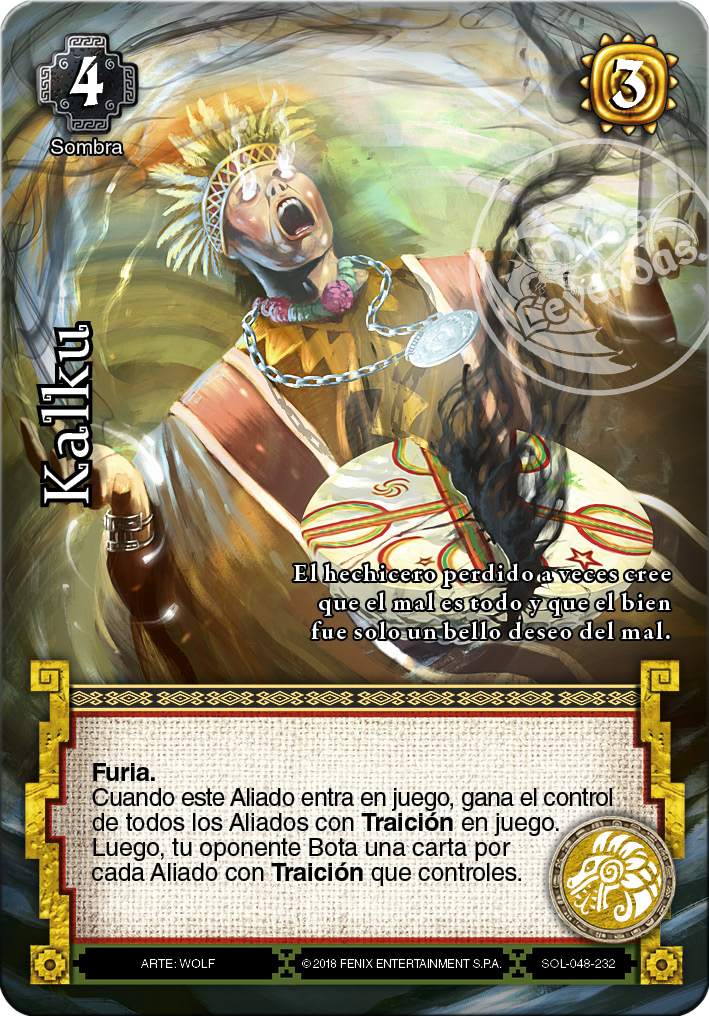 4
3
Sombra
Mitos
Leyendas.
Kalku
El hechicero perdido a veces cree
que el mal es todo y que el bien
fue solo un bello deseo del mal.
Furia.
Cuando este Aliado entra en juego, gana el control
de todos los Aliados con Traición en juego.
Luego, tu oponente Bota una carta por
cada Aliado con Traición que controles.
ARTE: WOLF
© 2018 FENIX ENTERTAINMENT S.P.A.
SOL-048-232